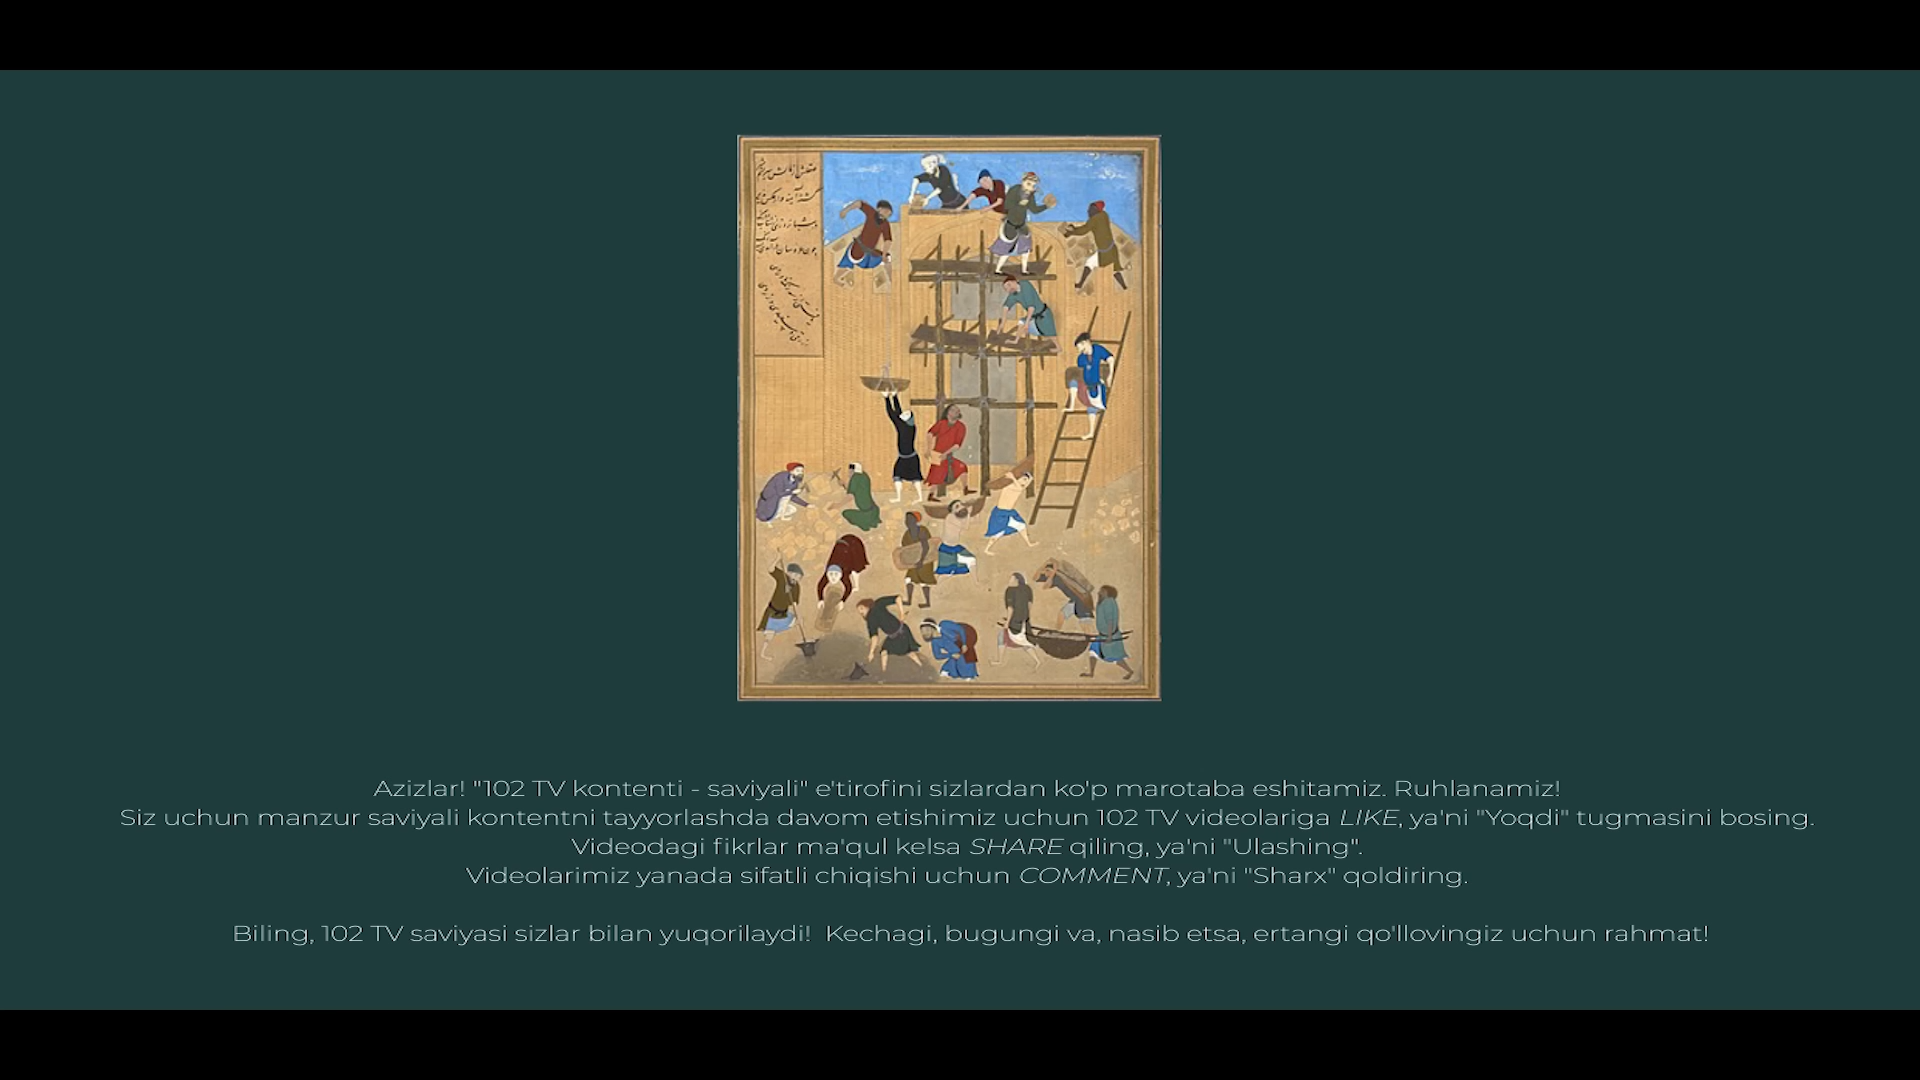 Azizlar! "102 TV kontenti - saviyali" e'tirofini sizlardan ko'p marotaba eshitamiz. Ruhlanamiz!
Siz uchun manzur saviyali kontentni tayyorlashda davom etishimiz uchun 102 TV videolariga LIKE, ya'ni "Yoqdi" tugmasini bosing.
Videodagi fikrlar ma'qul kelsa SHARE qiling, ya'ni "Ulashing".
Videolarimiz yanada sifatli chiqishi uchun COMMENT, ya'ni "Sharx" qoldiring.
Biling, 102 TV saviyasi sizlar bilan yuqorilaydi!  Kechagi, bugungi va, nasib etsa, ertangi qo'llovingiz uchun rahmat!